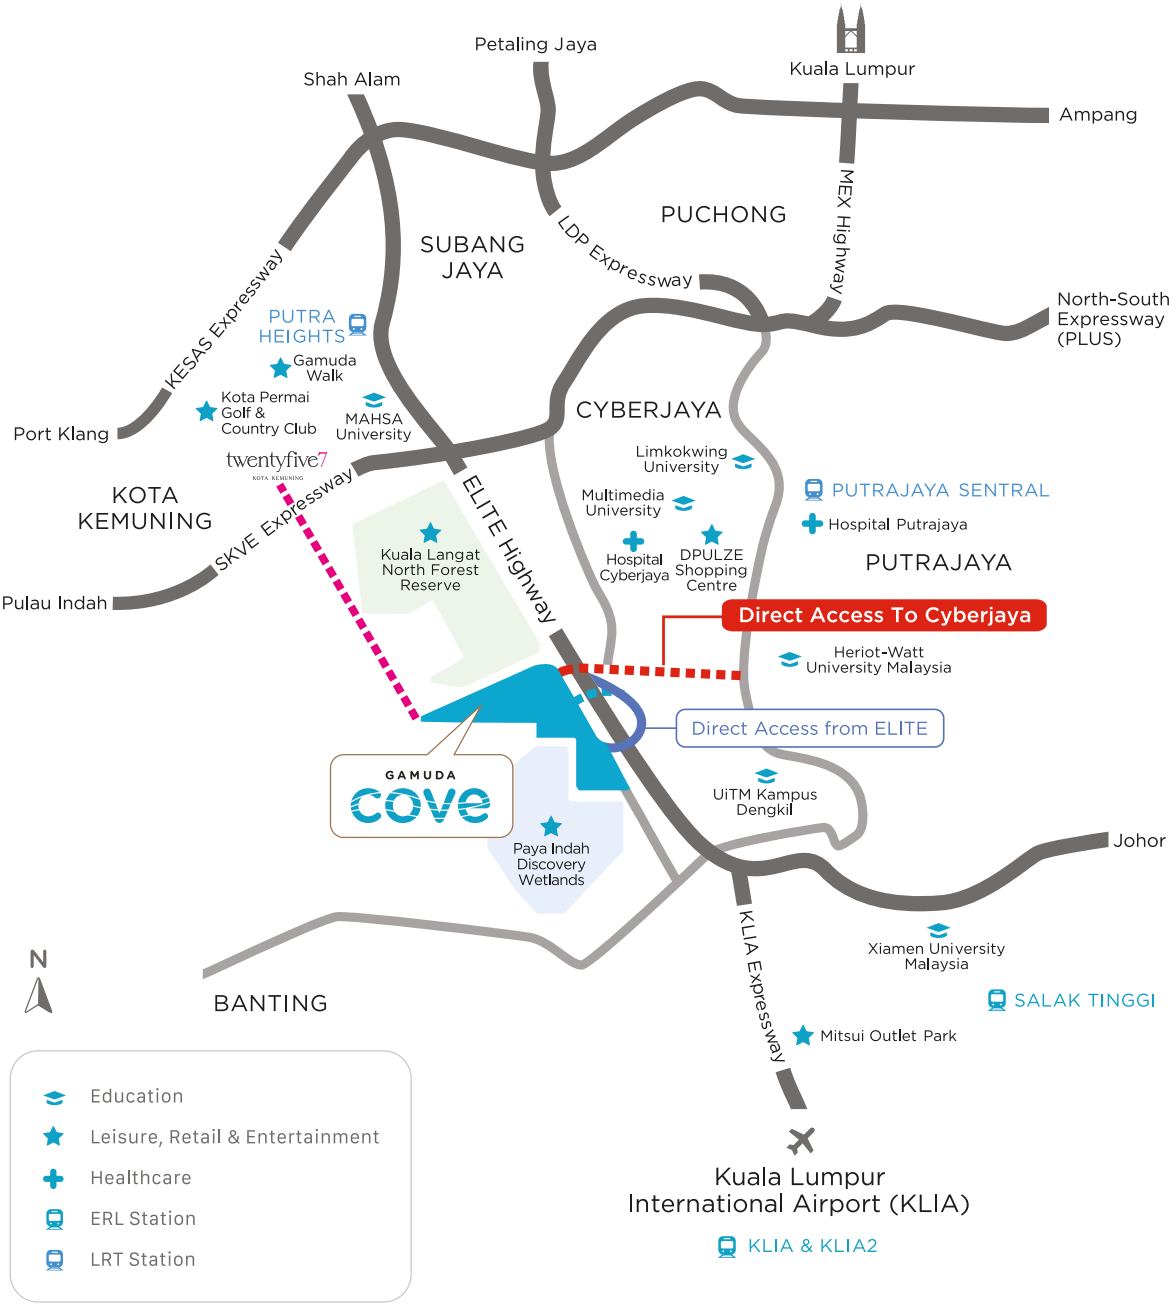 Petaling Jaya
Kuala Lumpur
Shah Alam
Ampang
PUCHONG
MEX Highway
LDP Expressway
SUBANG
JAYA
North-South
Expressway
(PLUS)
KESAS Expressway
PUTRA
HEIGHTS
Gamuda
Walk
Kota Permai
Golf &
Country Club
MAHSA
University
Port Klang
CYBERJAYA
twentyfive7
KOTA KEMUNING
Limkokwing
University
KOTA
KEMUNING
SKVE Expressway
ELITE Highway
Multimedia
University
PUTRAJAYA SENTRAL
Hospital Putrajaya
Kuala Langat
North Forest
Reserve
Hospital
Cyberjaya
DPULZE
Shopping
Centre
PUTRAJAYA
Pulau Indah
Direct Access To Cyberjaya
Heriot-Watt
University Malaysia
Direct Access from ELITE
GAMUDA
cove
UiTM Kampus
Dengkil
Paya Indah
Discovery
Wetlands
Johor
KLIA Expressway
Xiamen University
Malaysia
N
BANTING
SALAK TINGGI
Mitsui Outlet Park
Education
Leisure, Retail & Entertainment
Healthcare
ERL Station
LRT Station
Kuala Lumpur
International Airport (KLIA)
KLIA & KLIA2